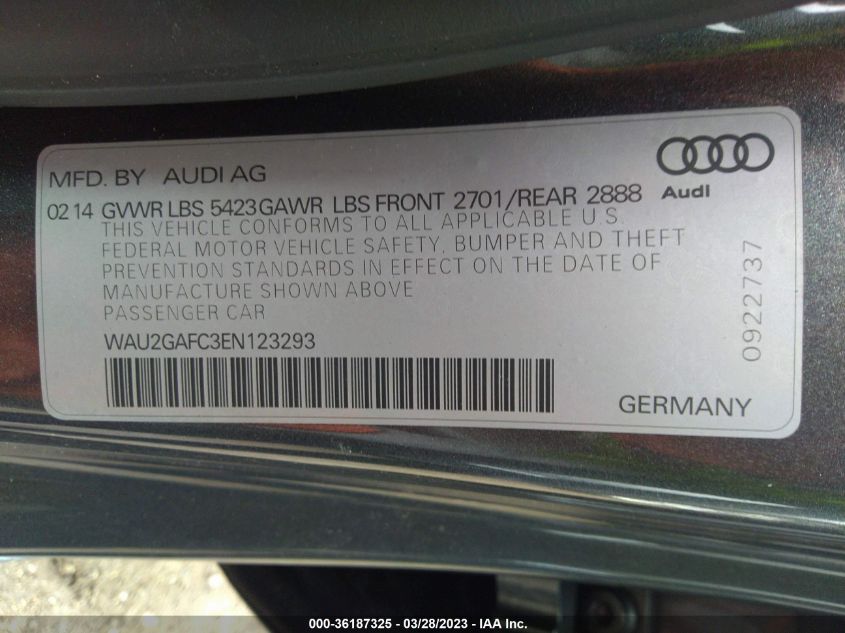 MFD. BY AUDI AG
Audi
02 14 GVWR LBS 5423 GAWR LBS FRONT 2701/REAR 2888
THIS VEHICLE CONFORMS TO ALL APPLICABLE U.S.
FEDERAL MOTOR VEHICLE SAFETY, BUMPER AND THEFT
PREVENTION STANDARDS IN EFFECT ON THE DATE OF
MANUFACTURE SHOWN ABOVE
PASSENGER CAR
WAU2GAFC3EN123293
0922737
GERMANY
000-36187325 - 03/28/2023 - IAA Inc.